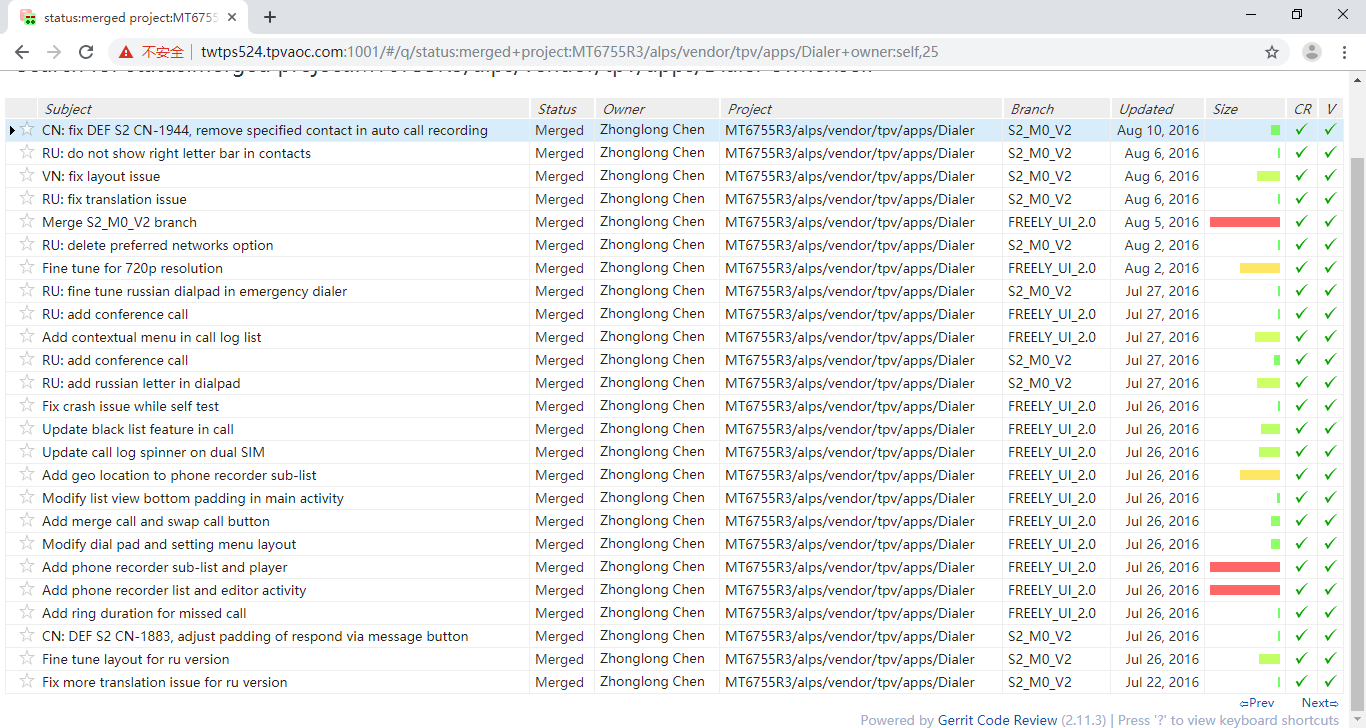 status:merged project:MT6755
不安全 twtps524.tpvaoc.com:1001/#/q/status:merged+project:MT6755R3/alps/vendor/tpv/apps/Dialer+owner:self,25
Search for status:merged project:MT6755R3/alps/vendor/tpv/apps/Dialer owner:self
Subject Status Owner Project Branch Updated Size CR V
CN: fix DEF S2 CN-1944, remove specified contact in auto call recording Merged Zhonglong Chen MT6755R3/alps/vendor/tpv/apps/Dialer S2_M0_V2 Aug 10, 2016 ✓ ✓
RU: do not show right letter bar in contacts Merged Zhonglong Chen MT6755R3/alps/vendor/tpv/apps/Dialer S2_M0_V2 Aug 6, 2016 ✓ ✓
VN: fix layout issue Merged Zhonglong Chen MT6755R3/alps/vendor/tpv/apps/Dialer S2_M0_V2 Aug 6, 2016 ✓ ✓
RU: fix translation issue Merged Zhonglong Chen MT6755R3/alps/vendor/tpv/apps/Dialer S2_M0_V2 Aug 6, 2016 ✓ ✓
Merge S2_M0_V2 branch Merged Zhonglong Chen MT6755R3/alps/vendor/tpv/apps/Dialer FREELY_UI_2.0 Aug 5, 2016 ✓ ✓
RU: delete preferred networks option Merged Zhonglong Chen MT6755R3/alps/vendor/tpv/apps/Dialer S2_M0_V2 Aug 2, 2016 ✓ ✓
Fine tune for 720p resolution Merged Zhonglong Chen MT6755R3/alps/vendor/tpv/apps/Dialer FREELY_UI_2.0 Aug 2, 2016 ✓ ✓
RU: fine tune russian dialpad in emergency dialer Merged Zhonglong Chen MT6755R3/alps/vendor/tpv/apps/Dialer S2_M0_V2 Jul 27, 2016 ✓ ✓
RU: add conference call Merged Zhonglong Chen MT6755R3/alps/vendor/tpv/apps/Dialer FREELY_UI_2.0 Jul 27, 2016 ✓ ✓
Add contextual menu in call log list Merged Zhonglong Chen MT6755R3/alps/vendor/tpv/apps/Dialer FREELY_UI_2.0 Jul 27, 2016 ✓ ✓
RU: add conference call Merged Zhonglong Chen MT6755R3/alps/vendor/tpv/apps/Dialer S2_M0_V2 Jul 27, 2016 ✓ ✓
RU: add russian letter in dialpad Merged Zhonglong Chen MT6755R3/alps/vendor/tpv/apps/Dialer S2_M0_V2 Jul 27, 2016 ✓ ✓
Fix crash issue while self test Merged Zhonglong Chen MT6755R3/alps/vendor/tpv/apps/Dialer FREELY_UI_2.0 Jul 26, 2016 ✓ ✓
Update black list feature in call Merged Zhonglong Chen MT6755R3/alps/vendor/tpv/apps/Dialer FREELY_UI_2.0 Jul 26, 2016 ✓ ✓
Update call log spinner on dual SIM Merged Zhonglong Chen MT6755R3/alps/vendor/tpv/apps/Dialer FREELY_UI_2.0 Jul 26, 2016 ✓ ✓
Add geo location to phone recorder sub-list Merged Zhonglong Chen MT6755R3/alps/vendor/tpv/apps/Dialer FREELY_UI_2.0 Jul 26, 2016 ✓ ✓
Modify list view bottom padding in main activity Merged Zhonglong Chen MT6755R3/alps/vendor/tpv/apps/Dialer FREELY_UI_2.0 Jul 26, 2016 ✓ ✓
Add merge call and swap call button Merged Zhonglong Chen MT6755R3/alps/vendor/tpv/apps/Dialer FREELY_UI_2.0 Jul 26, 2016 ✓ ✓
Modify dial pad and setting menu layout Merged Zhonglong Chen MT6755R3/alps/vendor/tpv/apps/Dialer FREELY_UI_2.0 Jul 26, 2016 ✓ ✓
Add phone recorder sub-list and player Merged Zhonglong Chen MT6755R3/alps/vendor/tpv/apps/Dialer FREELY_UI_2.0 Jul 26, 2016 ✓ ✓
Add phone recorder list and editor activity Merged Zhonglong Chen MT6755R3/alps/vendor/tpv/apps/Dialer FREELY_UI_2.0 Jul 26, 2016 ✓ ✓
Add ring duration for missed call Merged Zhonglong Chen MT6755R3/alps/vendor/tpv/apps/Dialer FREELY_UI_2.0 Jul 26, 2016 ✓ ✓
CN: DEF S2 CN-1883, adjust padding of respond via message button Merged Zhonglong Chen MT6755R3/alps/vendor/tpv/apps/Dialer S2_M0_V2 Jul 26, 2016 ✓ ✓
Fine tune layout for ru version Merged Zhonglong Chen MT6755R3/alps/vendor/tpv/apps/Dialer S2_M0_V2 Jul 26, 2016 ✓ ✓
Fix more translation issue for ru version Merged Zhonglong Chen MT6755R3/alps/vendor/tpv/apps/Dialer S2_M0_V2 Jul 22, 2016 ✓ ✓
⇦Prev Next⇨
Powered by Gerrit Code Review (2.11.3) | Press '?' to view keyboard shortcuts